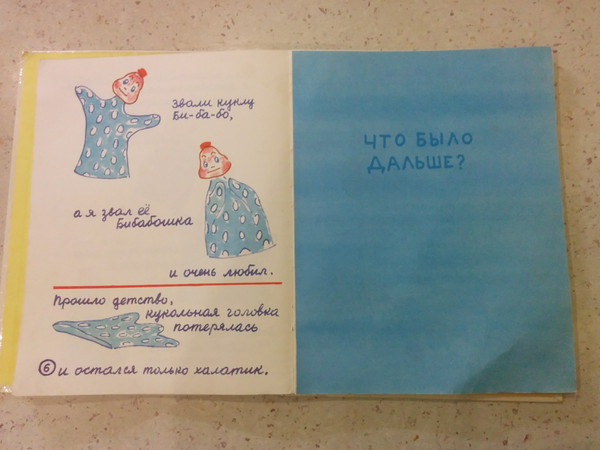 Звали куклу
Би-ба-бо,
а я звал её
Бибабошка
и очень любил.
Прошло детство,
кукольная головка
потерялась
6 и остался только халатик.
ЧТО БЫЛО
ДАЛЬШЕ?